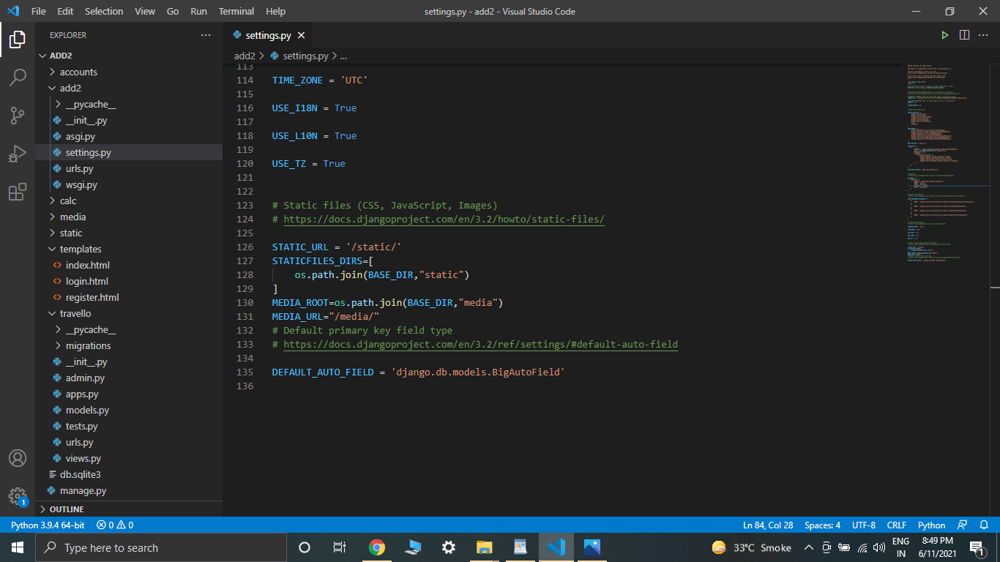 File Edit Selection View Go Run Terminal Help
settings.py - add2 - Visual Studio Code
EXPLORER
ADD2
accounts
add2
__pycache__
__init__.py
asgi.py
settings.py
urls.py
wsgi.py
calc
media
static
templates
index.html
login.html
register.html
travello
__pycache__
migrations
__init__.py
admin.py
apps.py
models.py
tests.py
urls.py
views.py
db.sqlite3
manage.py
OUTLINE
settings.py
add2 > settings.py > ...
113
114 TIME_ZONE = 'UTC'
115
116 USE_I18N = True
117
118 USE_L10N = True
119
120 USE_TZ = True
121
122
123 # Static files (CSS, JavaScript, Images)
124 # https://docs.djangoproject.com/en/3.2/howto/static-files/
125
126 STATIC_URL = '/static/'
127 STATICFILES_DIRS=[
128 os.path.join(BASE_DIR,"static")
129 ]
130 MEDIA_ROOT=os.path.join(BASE_DIR,"media")
131 MEDIA_URL="/media/"
132 # Default primary key field type
133 # https://docs.djangoproject.com/en/3.2/ref/settings/#default-auto-field
134
135 DEFAULT_AUTO_FIELD = 'django.db.models.BigAutoField'
136
1
Python 3.9.4 64-bit 0 0 Ln 84, Col 28 Spaces: 4 UTF-8 CRLF Python
Type here to search
33°C Smoke
ENG
IN
8:49 PM
6/11/2021
1